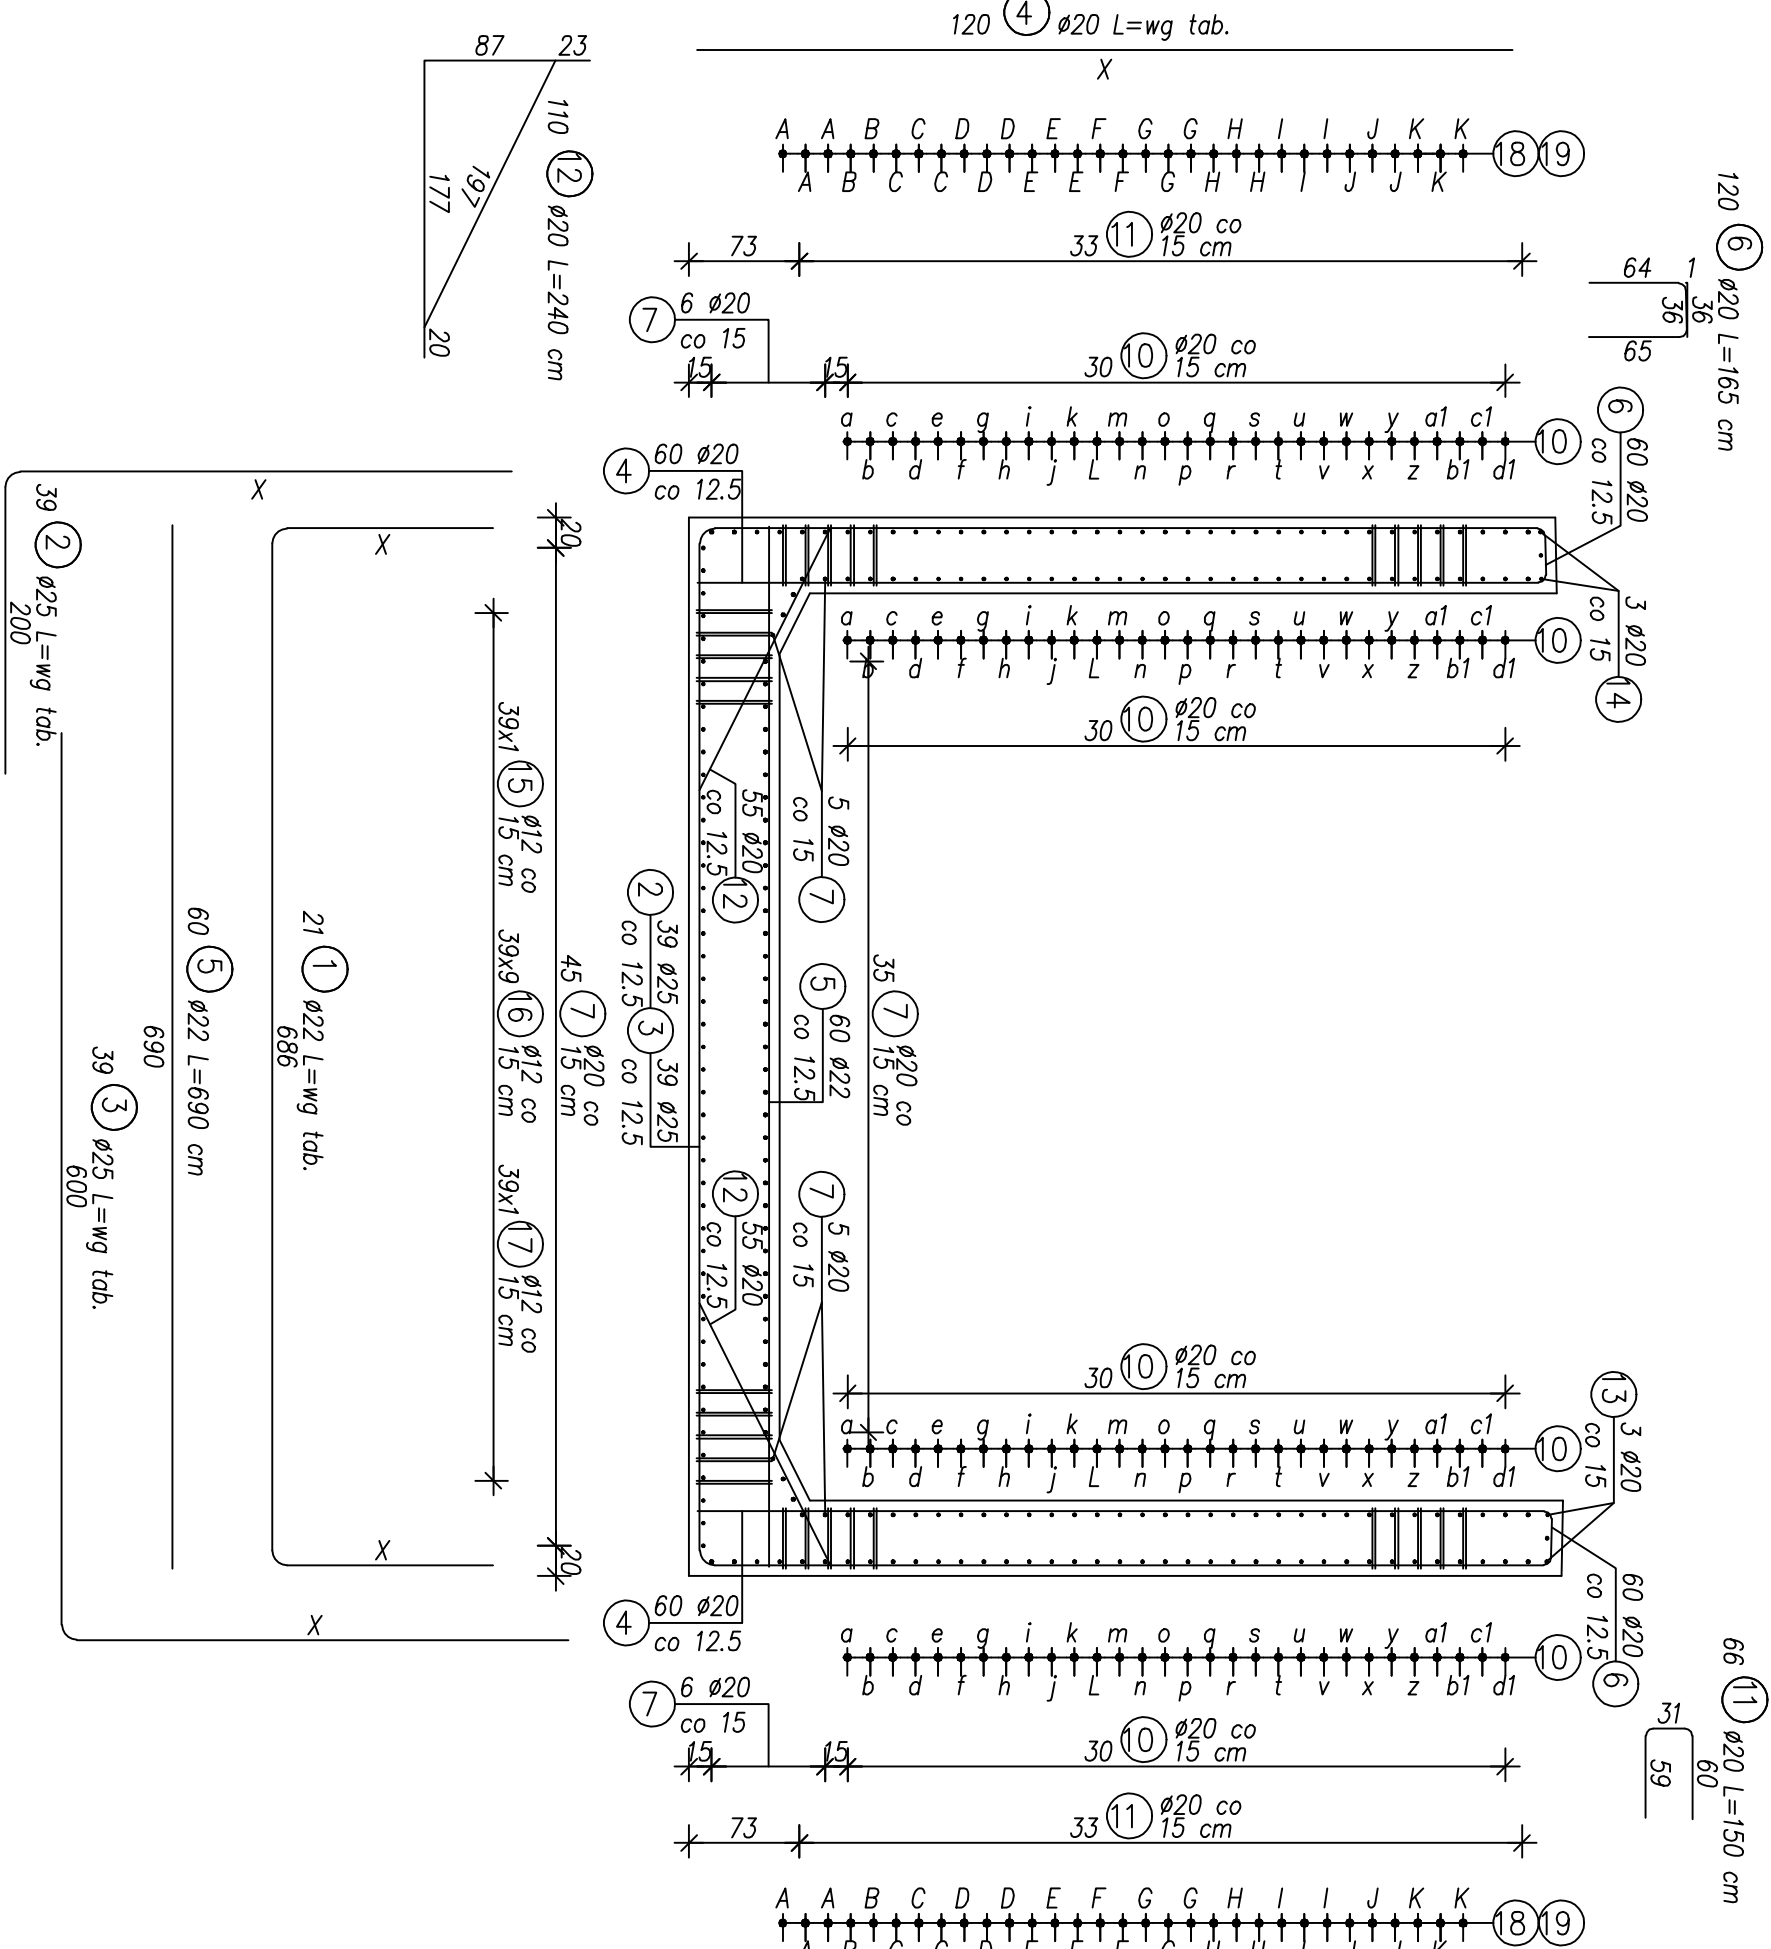 120 4 ø20 L=wg tab.
X
87 23
110 12 ø20 L=240 cm
197
177
20
A A B C D D E F G G H I I J K K
18 19
A B C C D E E F G H H I J J K
120 6 ø20 L=165 cm
64 1
36
36
65
73
33 11 ø20 co
15 cm
7 6 ø20
co 15
15 15
30 10 ø20 co
15 cm
a c e g i k m o q s u w y a1 c1
10
b d f h j L n p r t v x z b1 d1
6 60 ø20
co 12.5
4 60 ø20
co 12.5
3 ø20 14
co 15
a c e g i k m o q s u w y a1 c1
10
b d f h j L n p r t v x z b1 d1
30 10 ø20 co
15 cm
X
39 2 ø25 L=wg tab.
200
X
20
39x1 15 ø12 co
15 cm
39x9 16 ø12 co
15 cm
39x1 17 ø12 co
15 cm
45 7 ø20 co
15 cm
55 ø20 12
co 12.5
5 ø20 7
co 15
2 39 ø25
co 12.5
3 39 ø25
co 12.5
5 60 ø22
co 12.5
35 7 ø20 co
15 cm
21 1 ø22 L=wg tab.
686
60 5 ø22 L=690 cm
690
39 3 ø25 L=wg tab.
600
12 55 ø20
co 12.5
7 5 ø20
co 15
X
20
X
30 10 ø20 co
15 cm
13 3 ø20
co 15
a c e g i k m o q s u w y a1 c1
10
b d f h j L n p r t v x z b1 d1
60 ø20 6
co 12.5
4 60 ø20
co 12.5
a c e g i k m o q s u w y a1 c1
10
b d f h j L n p r t v x z b1 d1
7 6 ø20
co 15
15 15
30 10 ø20 co
15 cm
66 11 ø20 L=150 cm
31
60
59
73
33 11 ø20 co
15 cm
A A B C D D E F G G H I I J K K
18 19